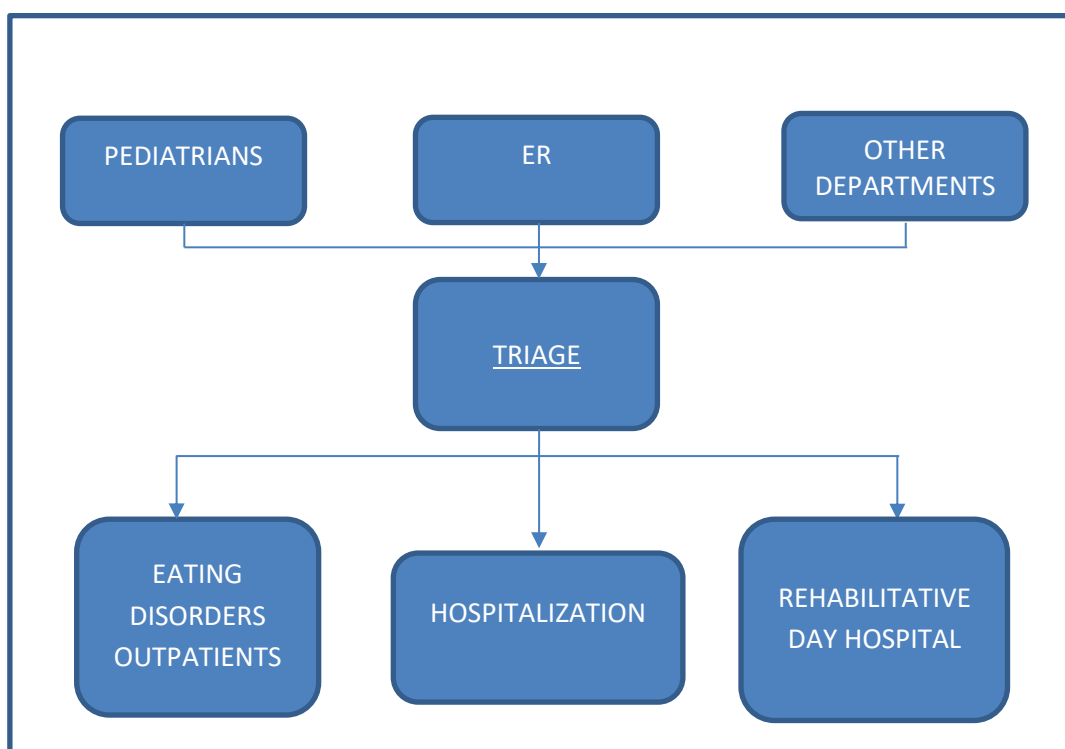 PEDIATRIANS
ER
OTHER
DEPARTMENTS
TRIAGE
EATING
DISORDERS
OUTPATIENTS
HOSPITALIZATION
REHABILITATIVE
DAY HOSPITAL